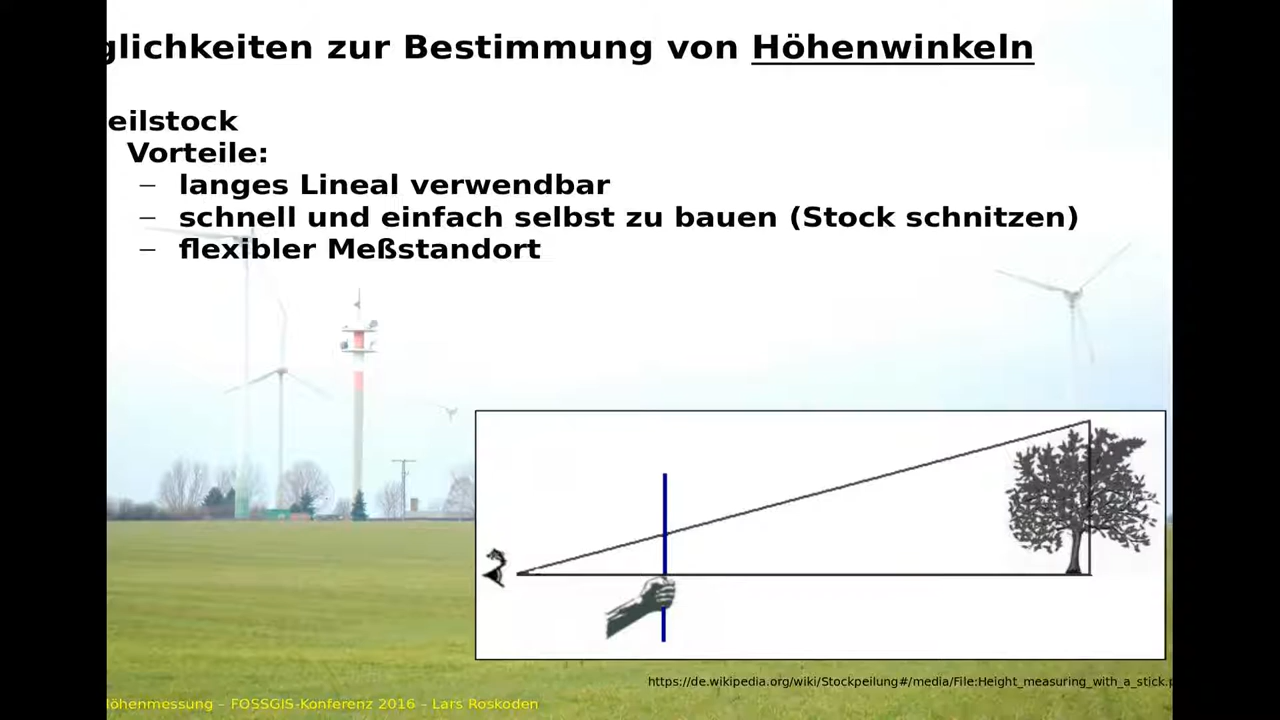 glichkeiten zur Bestimmung von Höhenwinkeln
eilstock
Vorteile:
– langes Lineal verwendbar
– schnell und einfach selbst zu bauen (Stock schnitzen)
– flexibler Meßstandort
https://de.wikipedia.org/wiki/Stockpeilung#/media/File:Height_measuring_with_a_stick.p
öhenmessung – FOSSGIS-Konferenz 2016 – Lars Roskoden